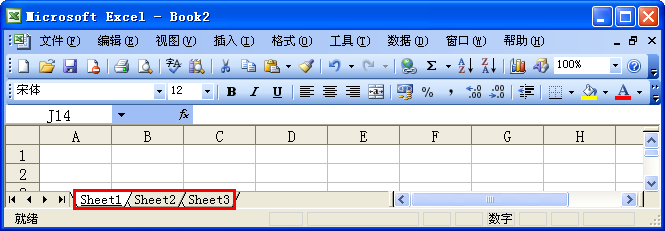 Microsoft Excel - Book2
文件(F) 编辑(E) 视图(V) 插入(I) 格式(O) 工具(T) 数据(D) 窗口(W) 帮助(H)
100%
宋体 12 B I U % ,
J14 fx
A B C D E F G H
1
2
Sheet1 Sheet2 Sheet3
就绪 数字